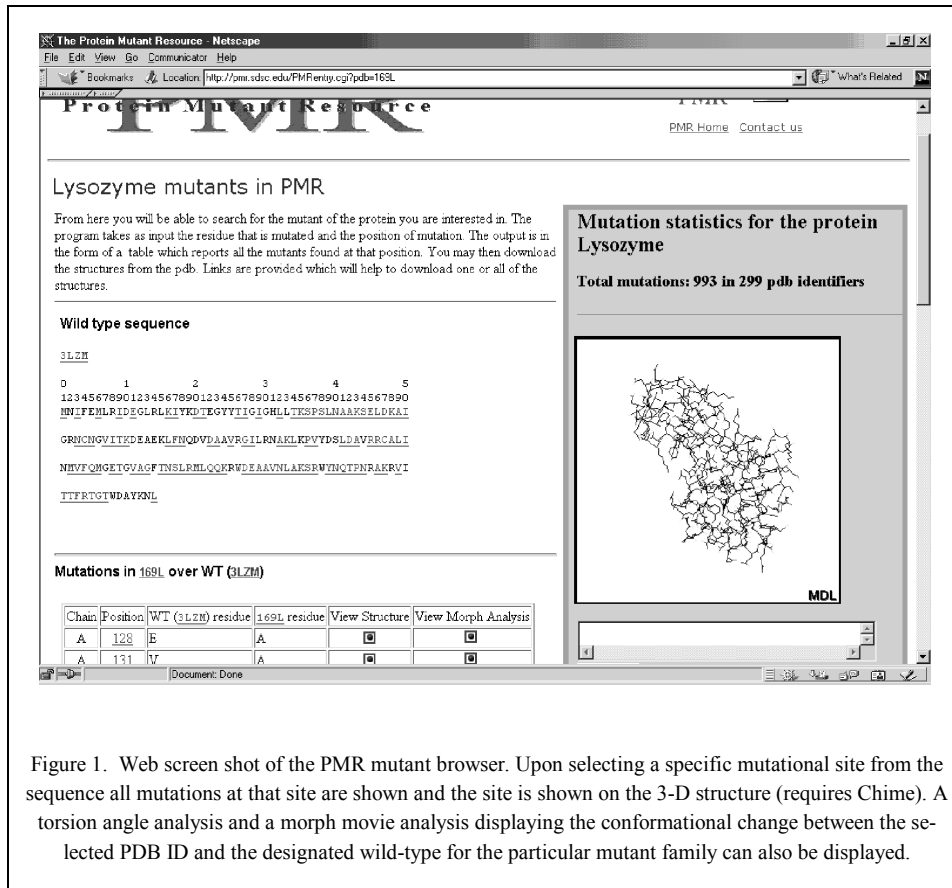 The Protein Mutant Resource - Netscape
File Edit View Go Communicator Help
Bookmarks Location: http://pmr.sdsc.edu/PMRentry.cgi?pdb=169L What's Related N
Protein Mutant Resource
PMR
PMR Home Contact us
Lysozyme mutants in PMR
From here you will be able to search for the mutant of the protein you are interested in. The
program takes as input the residue that is mutated and the position of mutation. The output is in
the form of a table which reports all the mutants found at that position. You may then download
the structures from the pdb. Links are provided which will help to download one or all of the
structures.
Wild type sequence
3LZM
0 1 2 3 4 5
12345678901234567890123456789012345678901234567890
MNIFEMLRIDEGLRLKIYKDTEGYYTIGIGHLLTKSPSLNAAKSELDKAI
GRNCNGVITKDEAEKLFNQDVDAAVRGILRNAKLKPVYDSLDAVRRCALI
NMVFQMGETGVAGFTNSLRMLQQKRWDEAAVNLAKSRWYNQTPNRAKRVI
TTFRTGTWDAYKNL
Mutations in 169L over WT (3LZM)
Chain Position WT (3LZM) residue 169L residue View Structure View Morph Analysis
A 128 E A
A 131 V A
Mutation statistics for the protein
Lysozyme
Total mutations: 993 in 299 pdb identifiers
MDL
Document: Done
Figure 1. Web screen shot of the PMR mutant browser. Upon selecting a specific mutational site from the
sequence all mutations at that site are shown and the site is shown on the 3-D structure (requires Chime). A
torsion angle analysis and a morph movie analysis displaying the conformational change between the se-
lected PDB ID and the designated wild-type for the particular mutant family can also be displayed.